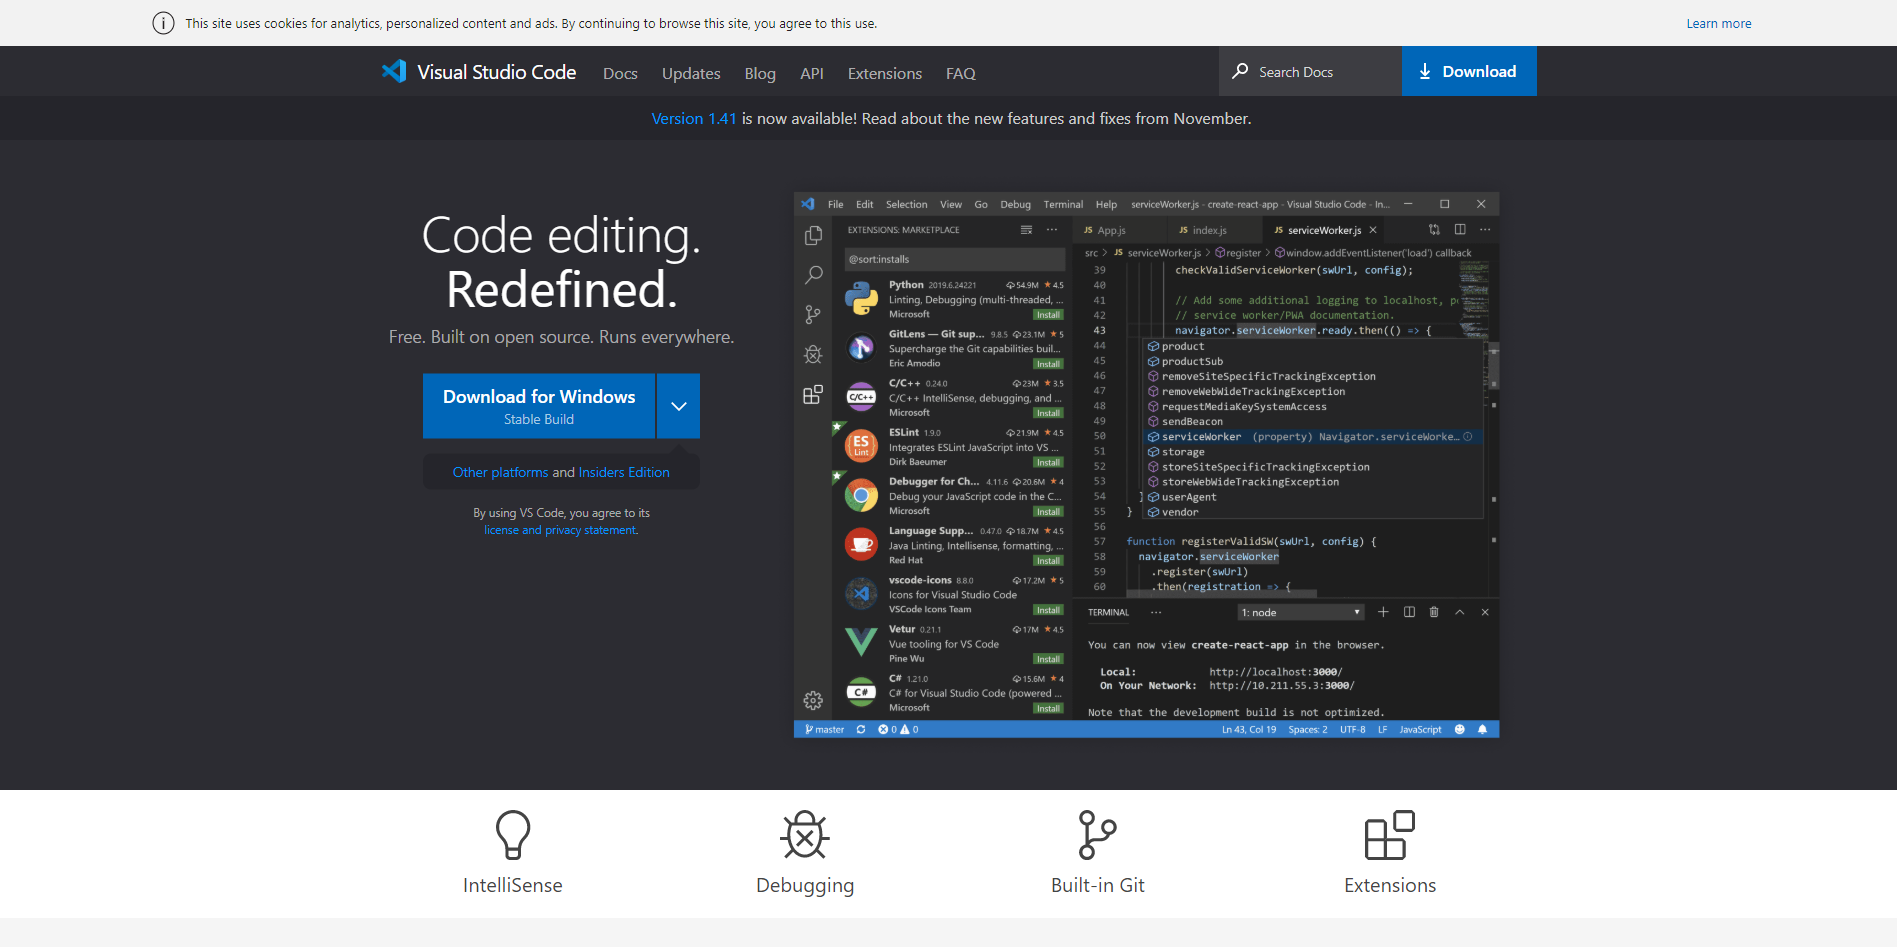 This site uses cookies for analytics, personalized content and ads. By continuing to browse this site, you agree to this use.
Learn more
Visual Studio Code
Docs
Updates
Blog
API
Extensions
FAQ
Search Docs
Download
Version 1.41 is now available! Read about the new features and fixes from November.
Code editing.
Redefined.
Free. Built on open source. Runs everywhere.
Download for Windows
Stable Build
Other platforms and Insiders Edition
By using VS Code, you agree to its
license and privacy statement.
File Edit Selection View Go Debug Terminal Help serviceWorker.js - create-react-app - Visual Studio Code - In...
EXTENSIONS: MARKETPLACE
@sort:installs
Python 2019.6.24221 54.9M ★ 4.5
Linting, Debugging (multi-threaded, ...
Microsoft Install
GitLens — Git sup... 9.8.5 23.1M ★ 5
Supercharge the Git capabilities buil...
Eric Amodio Install
C/C++
C/C++ 0.24.0 23M ★ 3.5
C/C++ IntelliSense, debugging, and ...
Microsoft Install
ES
Lint
ESLint 1.9.0 21.9M ★ 4.5
Integrates ESLint JavaScript into VS ...
Dirk Baeumer Install
Debugger for Ch... 4.11.6 20.6M ★ 4
Debug your JavaScript code in the C...
Microsoft Install
Language Supp... 0.47.0 18.7M ★ 4.5
Java Linting, Intellisense, formatting, ...
Red Hat Install
vscode-icons 8.8.0 17.2M ★ 5
Icons for Visual Studio Code
VSCode Icons Team Install
Vetur 0.21.1 17M ★ 4.5
Vue tooling for VS Code
Pine Wu Install
C#
C# 1.21.0 15.6M ★ 4
C# for Visual Studio Code (powered ...
Microsoft Install
JS App.js
JS index.js
JS serviceWorker.js ×
src > JS serviceWorker.js > register > window.addEventListener('load') callback
39 checkValidServiceWorker(swUrl, config);
40
41 // Add some additional logging to localhost, p
42 // service worker/PWA documentation.
43 navigator.serviceWorker.ready.then(() => {
44 product
45 productSub
46 removeSiteSpecificTrackingException
47 removeWebWideTrackingException
48 requestMediaKeySystemAccess
49 sendBeacon
50 serviceWorker (property) Navigator.serviceWorke...
51 storage
52 storeSiteSpecificTrackingException
53 storeWebWideTrackingException
54 } userAgent
55 } vendor
56
57 function registerValidSW(swUrl, config) {
58 navigator.serviceWorker
59 .register(swUrl)
60 .then(registration => {
TERMINAL ... 1: node
You can now view create-react-app in the browser.
Local: http://localhost:3000/
On Your Network: http://10.211.55.3:3000/
Note that the development build is not optimized.
master 0 0
Ln 43, Col 19 Spaces: 2 UTF-8 LF JavaScript
IntelliSense
Debugging
Built-in Git
Extensions